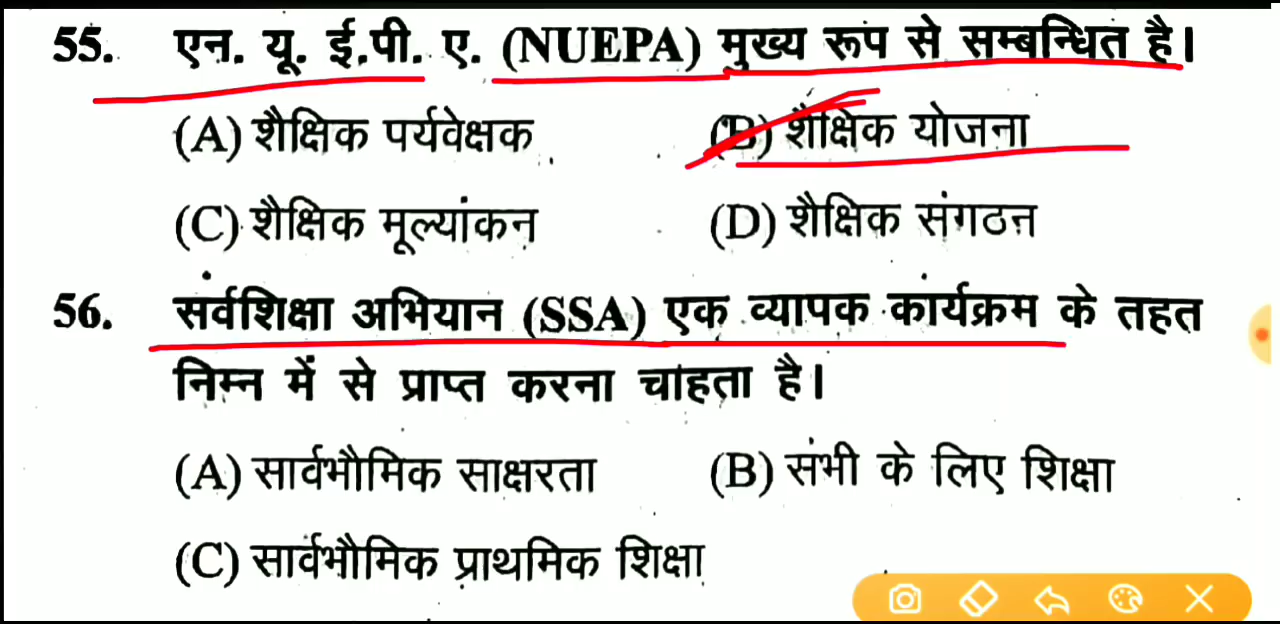 55. एन. यू. ई.पी. ए. (NUEPA) मुख्य रूप से सम्बन्धित है।
(A) शैक्षिक पर्यवेक्षक (B) शैक्षिक योजना
(C) शैक्षिक मूल्यांकन (D) शैक्षिक संगठन
56. सर्वशिक्षा अभियान (SSA) एक व्यापक कार्यक्रम के तहत
निम्न में से प्राप्त करना चाहता है।
(A) सार्वभौमिक साक्षरता (B) सभी के लिए शिक्षा
(C) सार्वभौमिक प्राथमिक शिक्षा